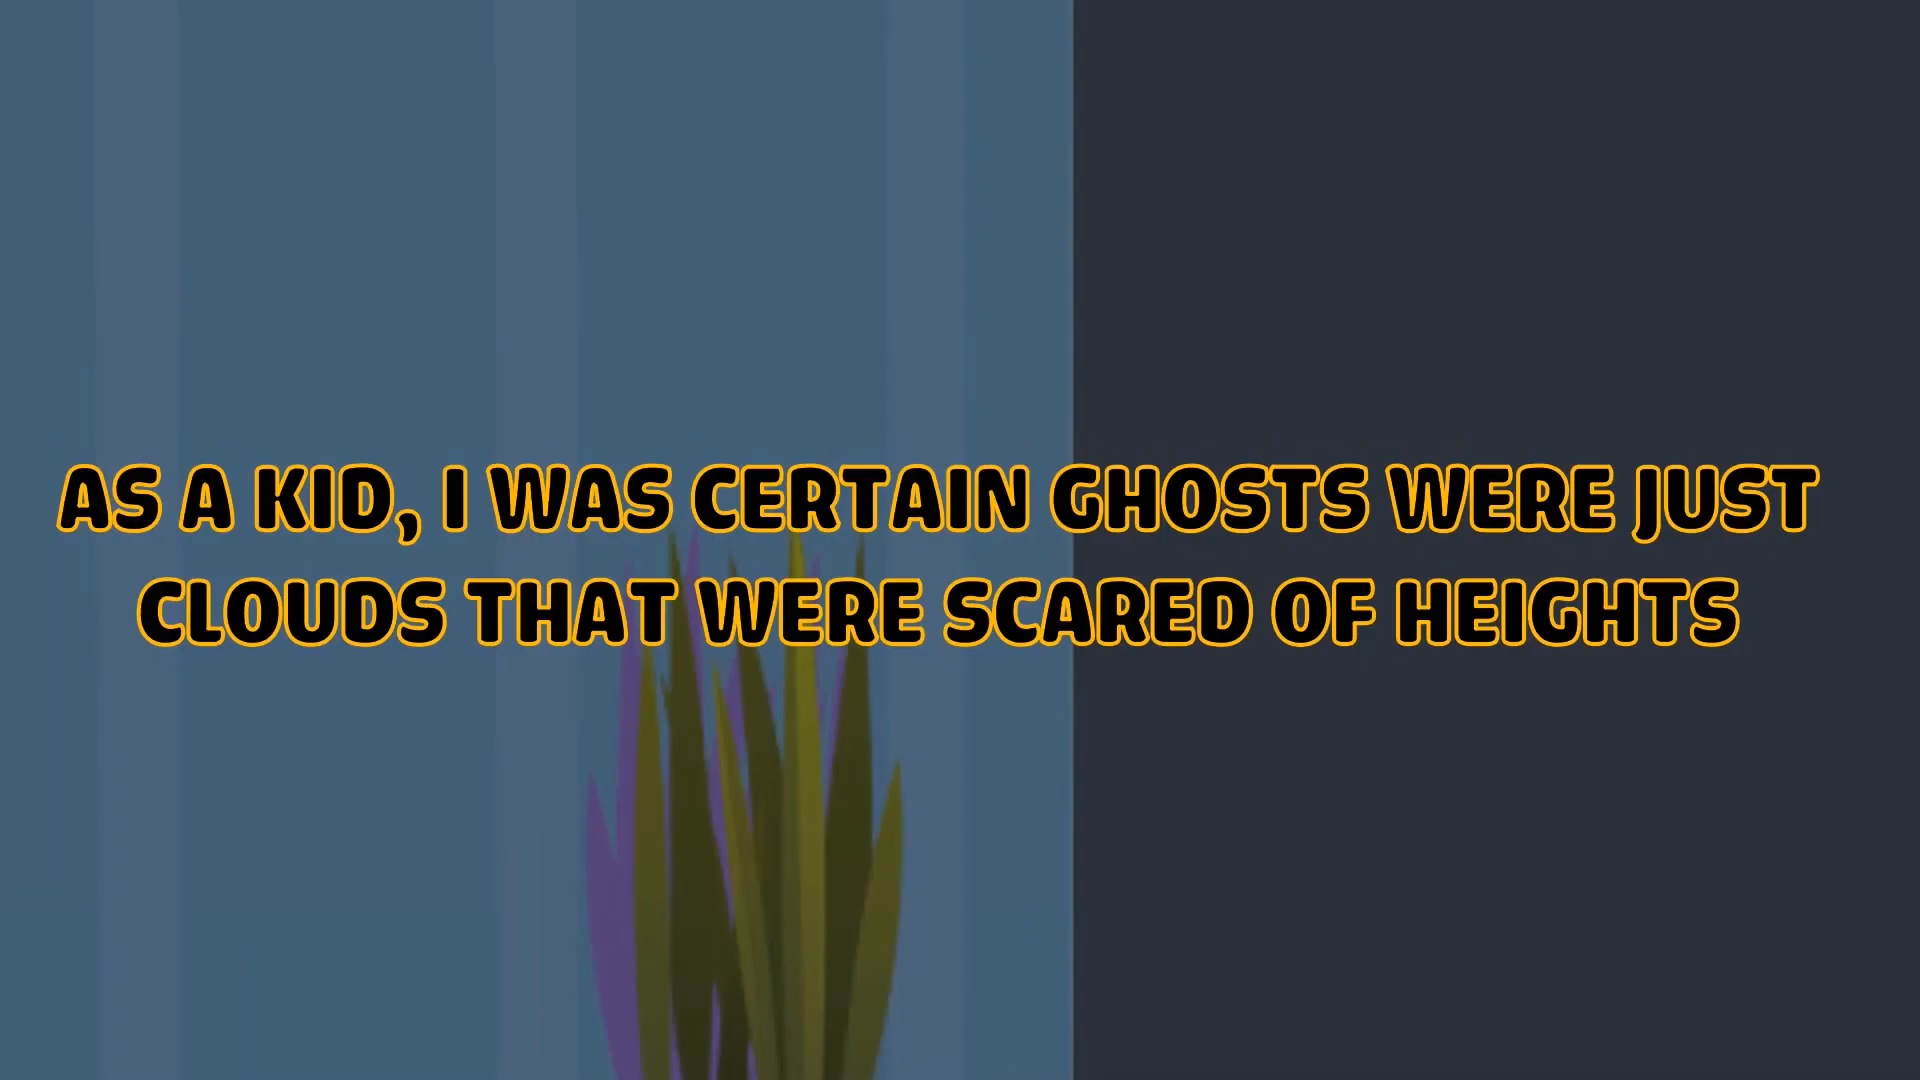 AS A KID, I WAS CERTAIN GHOSTS WERE JUST
CLOUDS THAT WERE SCARED OF HEIGHTS